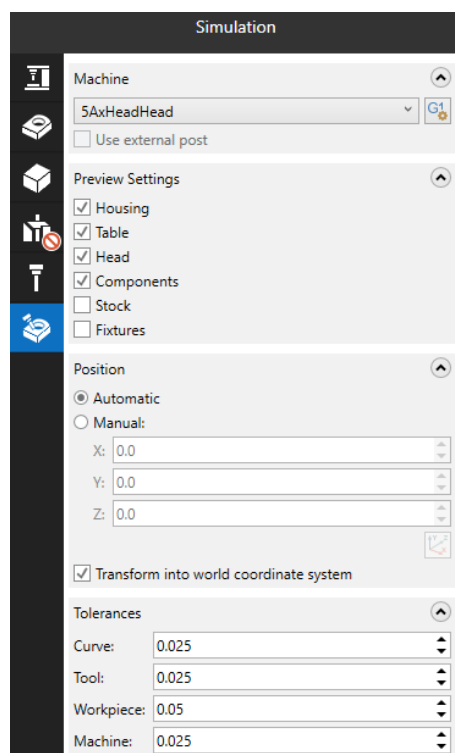 Simulation
Machine
5AxHeadHead
G1
Use external post
Preview Settings
Housing
Table
Head
Components
Stock
Fixtures
Position
Automatic
Manual:
X: 0.0
Y: 0.0
Z: 0.0
Transform into world coordinate system
Tolerances
Curve: 0.025
Tool: 0.025
Workpiece: 0.05
Machine: 0.025